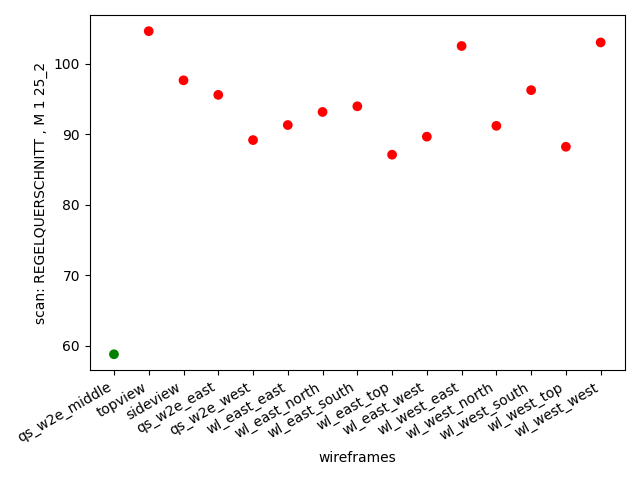 scan: REGELQUERSCHNITT , M 1 25_2
100
90
80
70
60
qs_w2e_middle
topview
sideview
qs_w2e_east
qs_w2e_west
wl_east_east
wl_east_north
wl_east_south
wl_east_top
wl_east_west
wl_west_east
wl_west_north
wl_west_south
wl_west_top
wl_west_west
wireframes